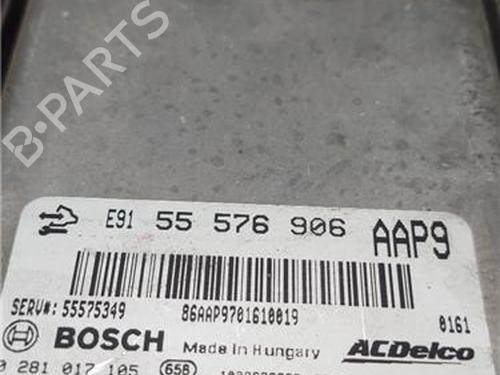 B-PARTS
E91 55 576 906 AAP9
SERV#: 55575349 86AAP9701610019 0161
BOSCH Made in Hungary ACDelco
0 281 017 105 656